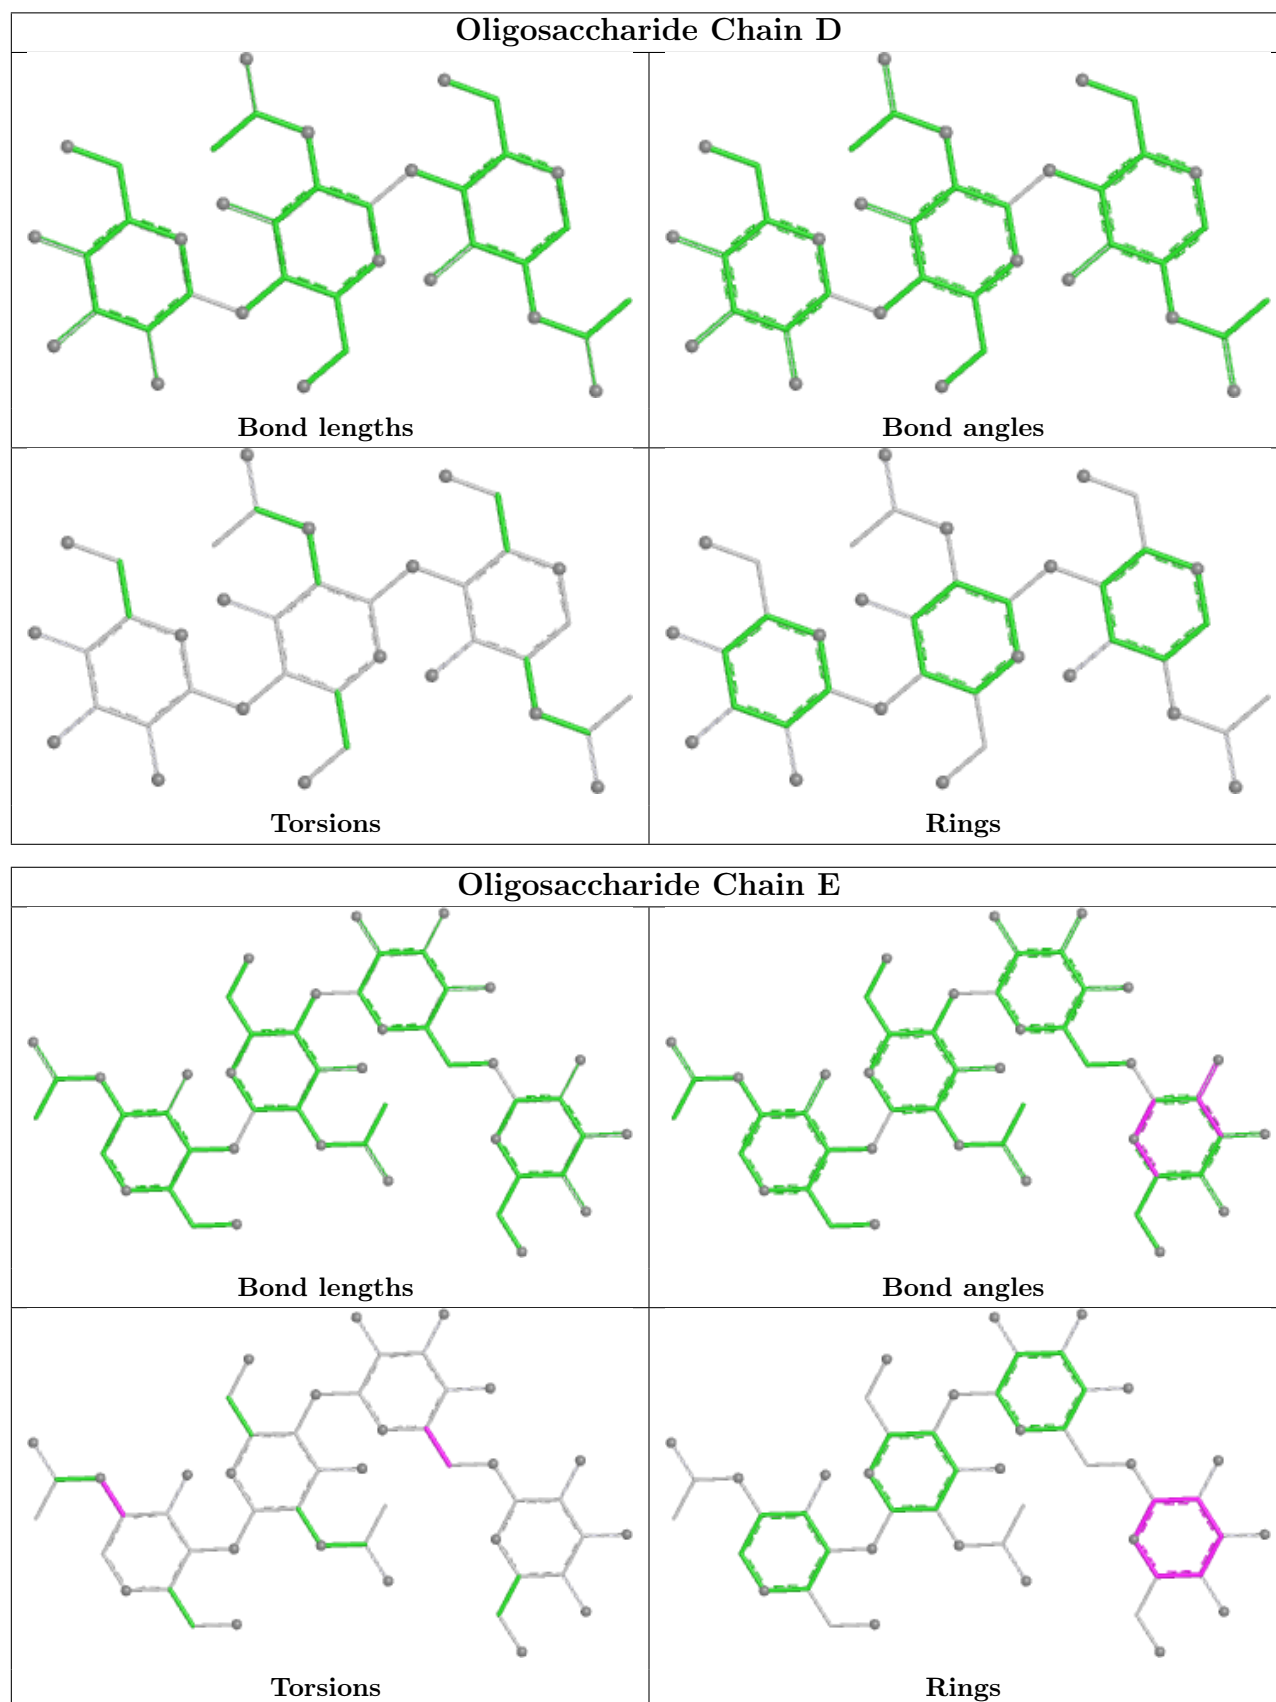 Oligosaccharide Chain D
Bond lengths
Bond angles
Torsions
Rings
Oligosaccharide Chain E
Bond lengths
Bond angles
Torsions
Rings